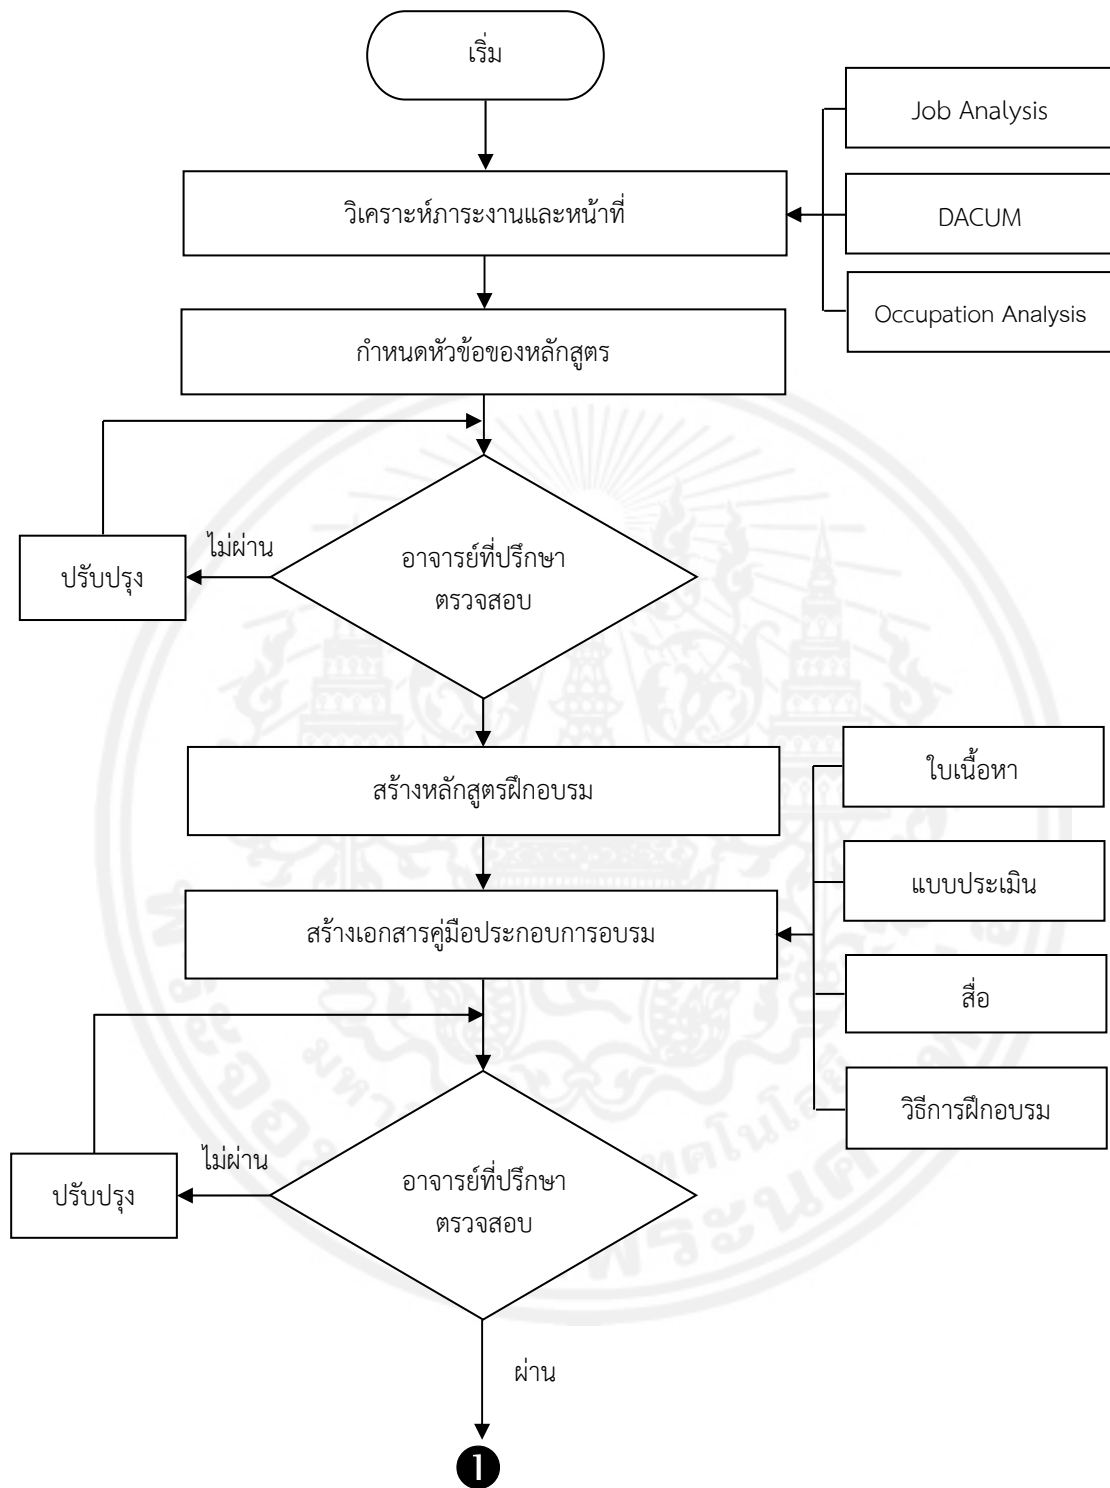 เริ่ม
Job Analysis
วิเคราะห์ภาระงานและหน้าที่
DACUM
Occupation Analysis
กำหนดหัวข้อของหลักสูตร
ไม่ผ่าน
ปรับปรุง
อาจารย์ที่ปรึกษา
ตรวจสอบ
สร้างหลักสูตรฝึกอบรม
ใบเนื้อหา
แบบประเมิน
สร้างเอกสารคู่มือประกอบการอบรม
สื่อ
วิธีการฝึกอบรม
ไม่ผ่าน
ปรับปรุง
อาจารย์ที่ปรึกษา
ตรวจสอบ
ผ่าน
1